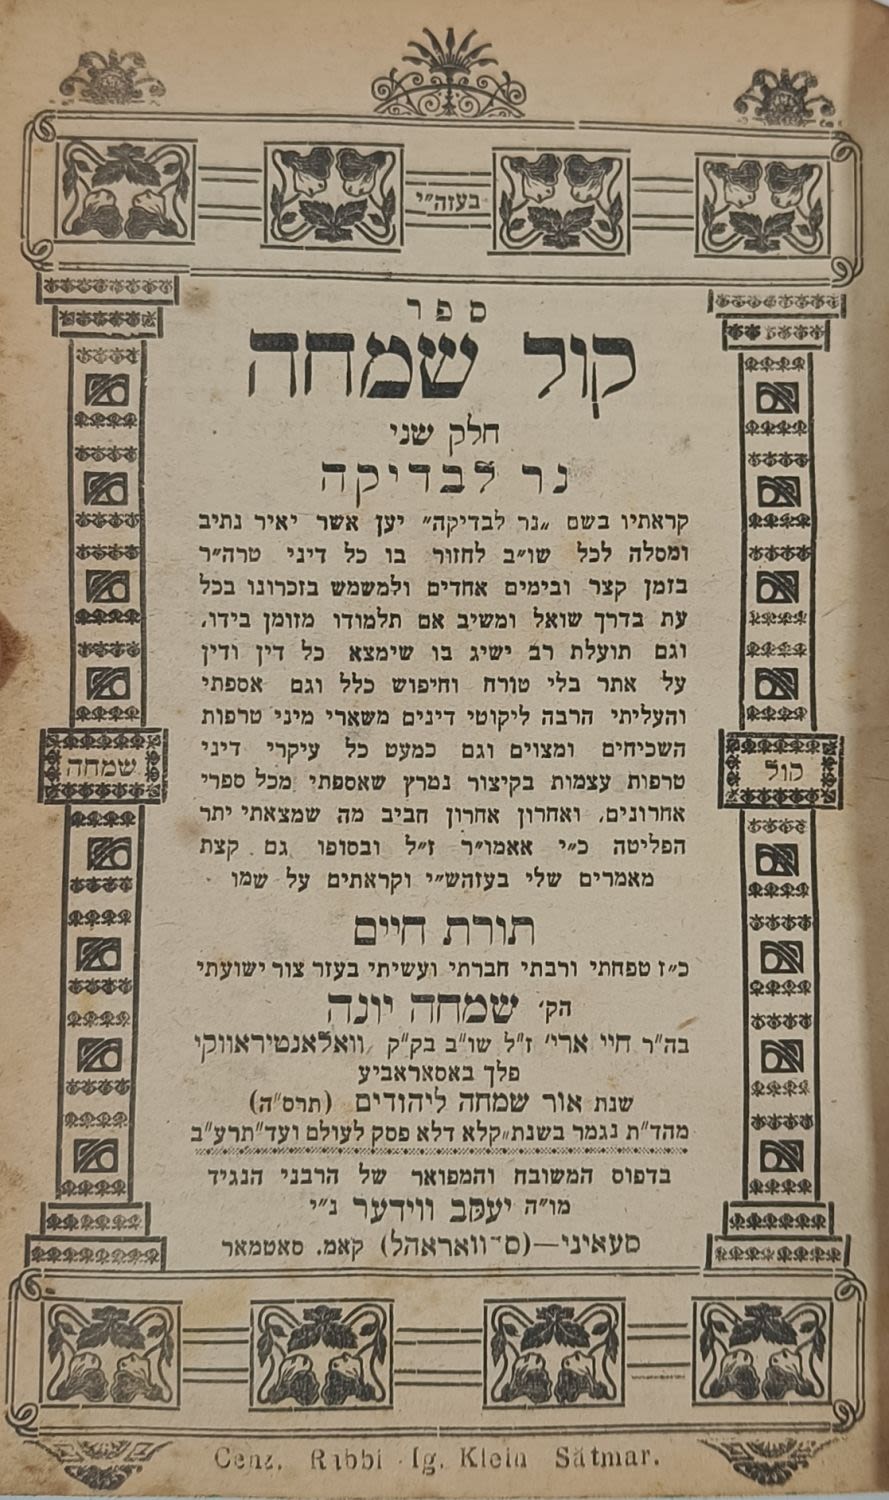 בעזה״י
ספר
קול שמחה
חלק שני
נר לבדיקה
קראתיו בשם „נר לבדיקה״ יען אשר יאיר נתיב
ומסלה לכל שו״ב לחזור בו כל דיני טרה״ר
בזמן קצר ובימים אחדים ולמשמש בזכרונו בכל
עת בדרך שואל ומשיב אם תלמודו מזומן בידו,
וגם תועלת רב ישיג בו שימצא כל דין ודין
על אתר בלי טורח וחיפוש כלל וגם אספתי
והעליתי הרבה ליקוטי דינים משארי מיני טרפות
השכיחים ומצוים וגם כמעט כל עיקרי דיני
טרפות עצמות בקיצור נמרץ שאספתי מכל ספרי
אחרונים, ואחרון אחרון חביב מה שמצאתי יתר
הפליטה כ״י אאמו״ר ז״ל ובסופו גם קצת
מאמרים שלי בעזהש״י וקראתים על שמו
שמחה
קול
תורת חיים
כ״ז טפחתי ורבתי חברתי ועשיתי בעזר צור ישועתי
הק׳ שמחה יונה
בה״ר חיי ארי׳ ז״ל שו״ב בק״ק וואלאנטיראווקי
פלך באסאראביע
שנת אור שמחה ליהודים (תרס״ה)
מהד״ת נגמר בשנת „קלא דלא פסק לעולם ועד״ תרע״ב
בדפוס המשובח והמפואר של הרבני הנגיד
מו״ה יעקב ווידער נ״י
סעאיני—(ס־וואראהל) קאמ. סאטמאר
Cenz. Rabbi Ig. Klein Sátmar.